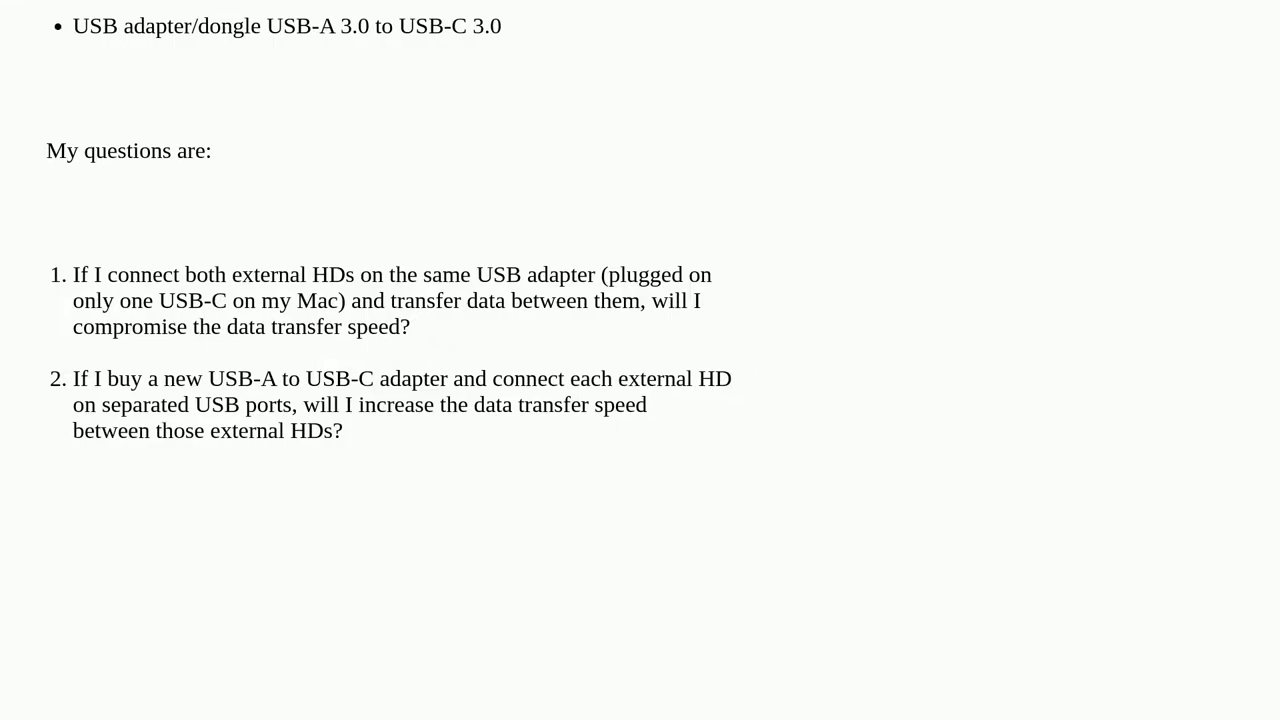 • USB adapter/dongle USB-A 3.0 to USB-C 3.0
My questions are:
1. If I connect both external HDs on the same USB adapter (plugged on
only one USB-C on my Mac) and transfer data between them, will I
compromise the data transfer speed?
2. If I buy a new USB-A to USB-C adapter and connect each external HD
on separated USB ports, will I increase the data transfer speed
between those external HDs?